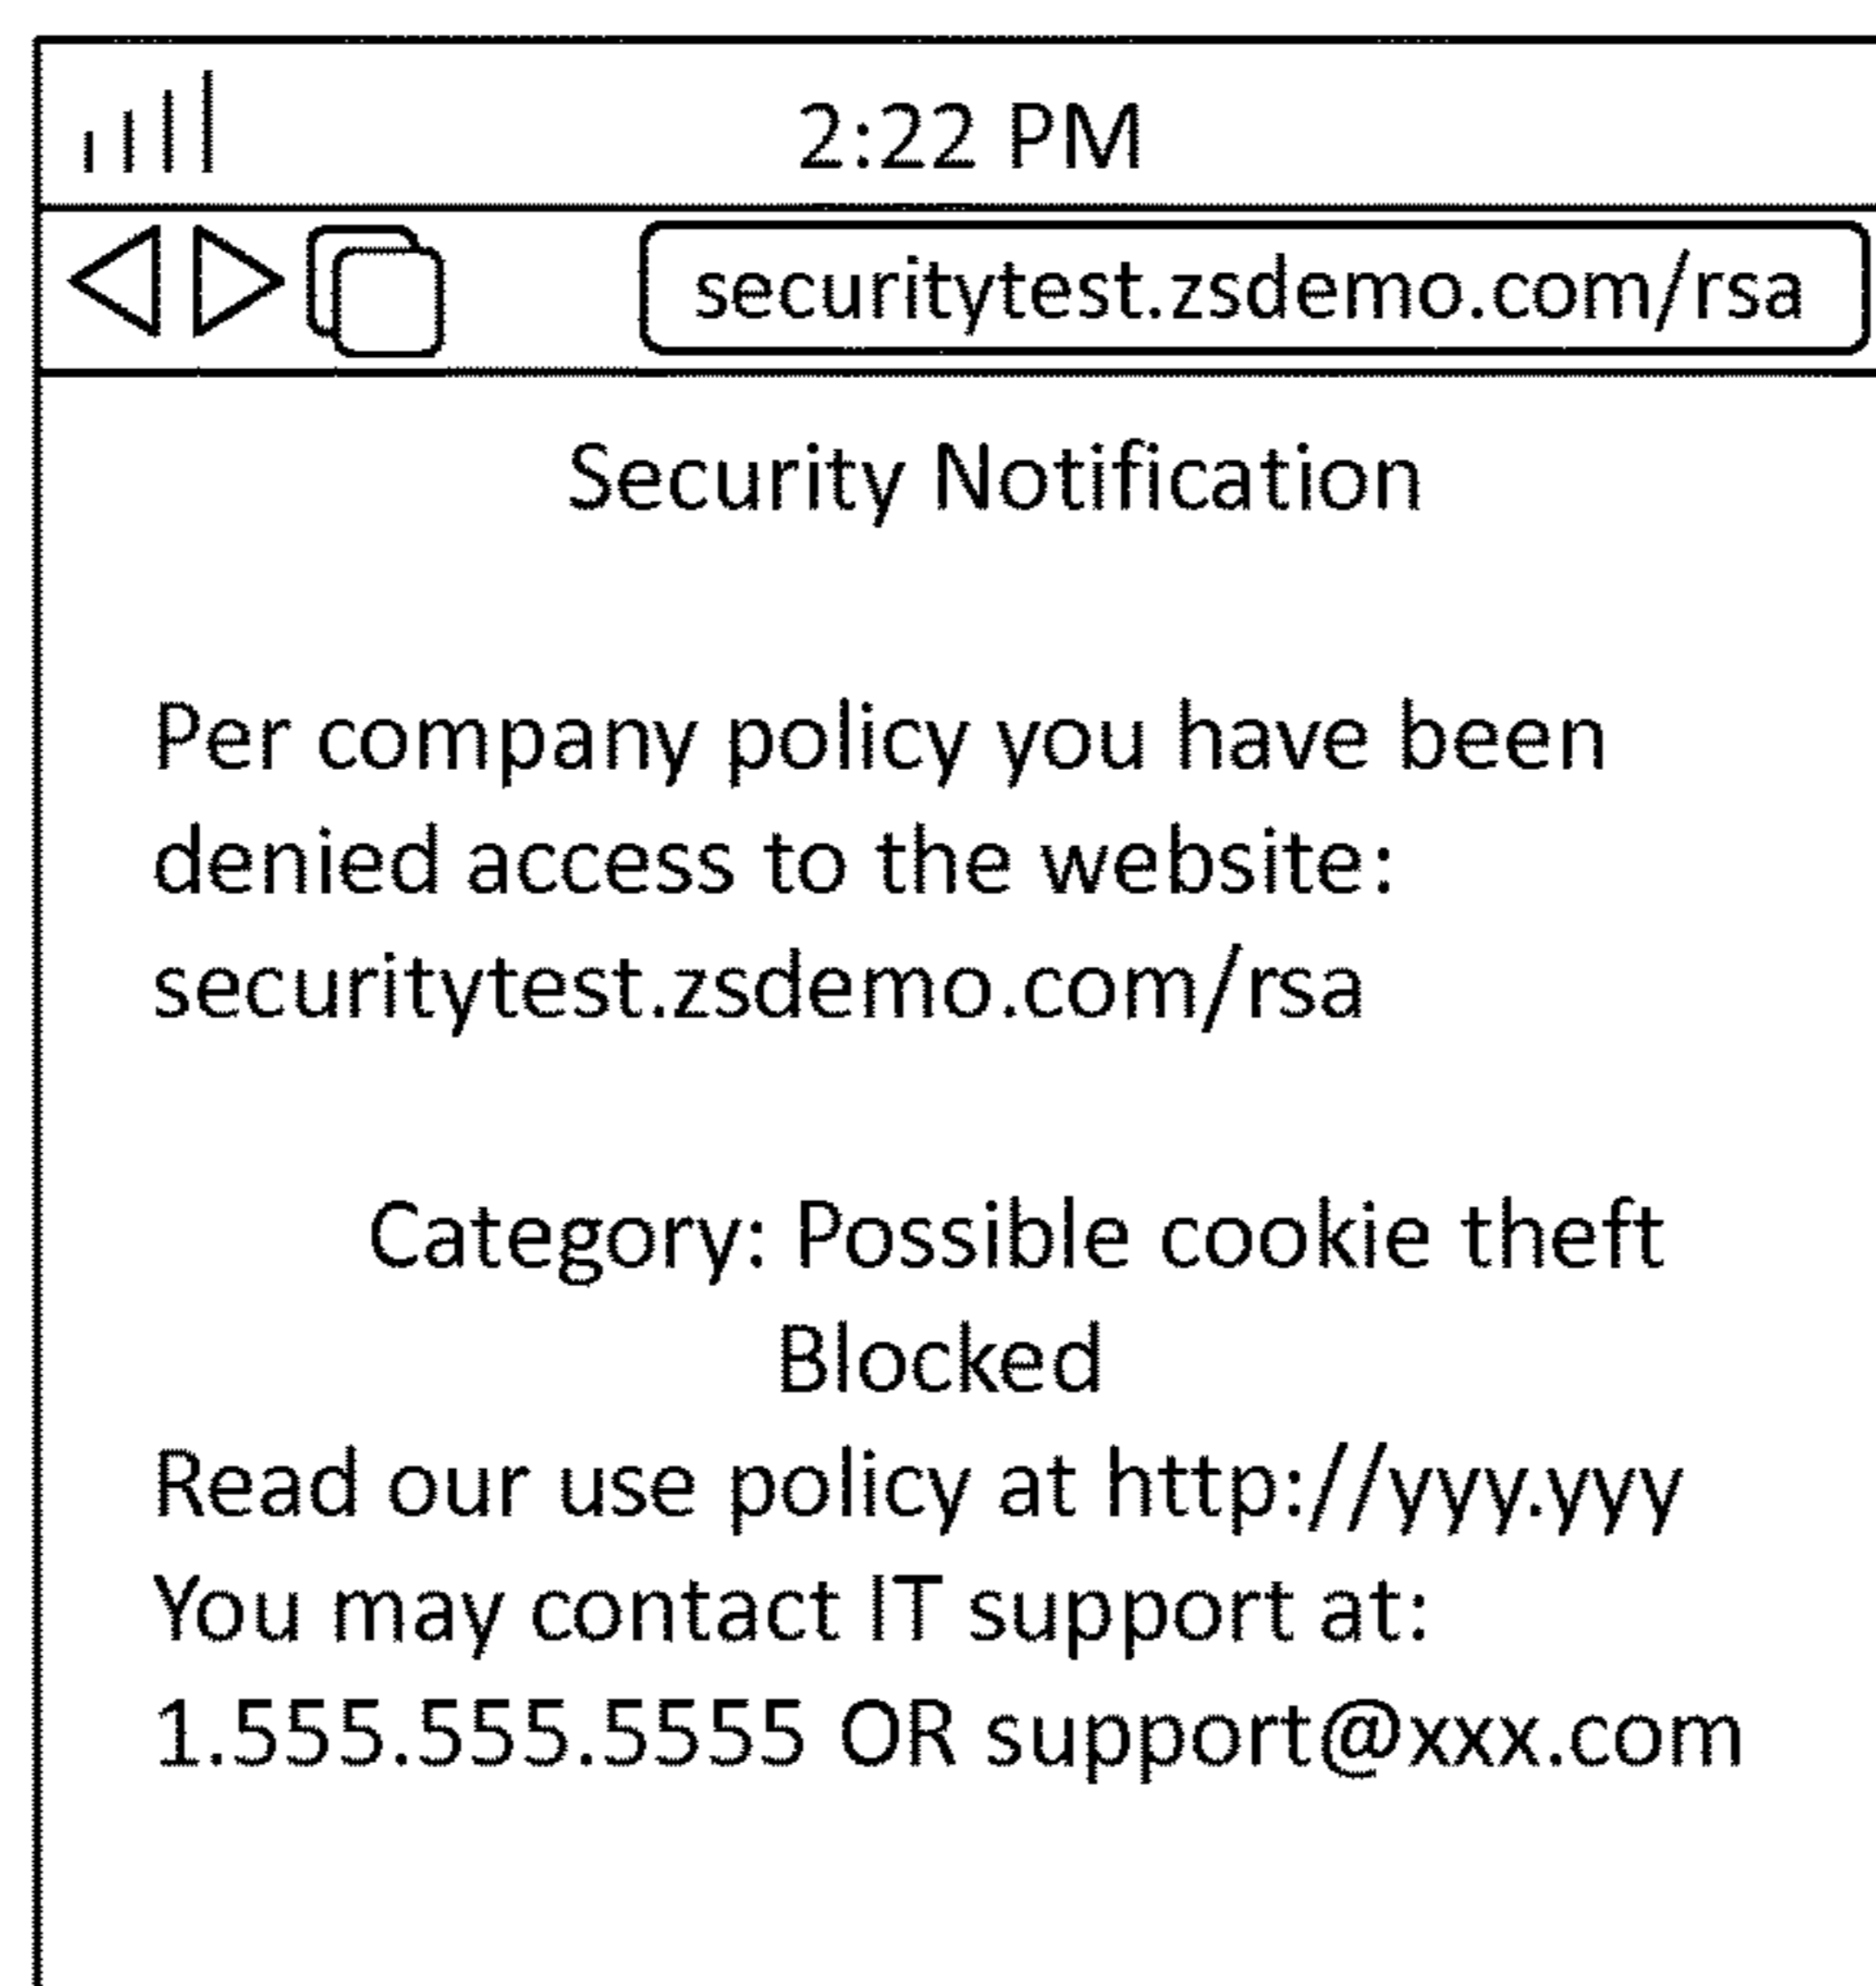 2:22 PM
securitytest.zsdemo.com/rsa
Security Notification
Per company policy you have been
denied access to the website:
securitytest.zsdemo.com/rsa
Category: Possible cookie theft
Blocked
Read our use policy at http://yyy.yyy
You may contact IT support at:
1.555.555.5555 OR support@xxx.com